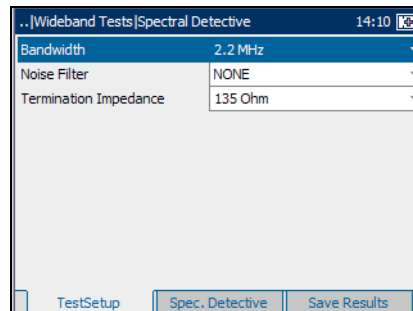 ..|Wideband Tests|Spectral Detective 14:10
Bandwidth 2.2 MHz
Noise Filter NONE
Termination Impedance 135 Ohm
TestSetup Spec. Detective Save Results